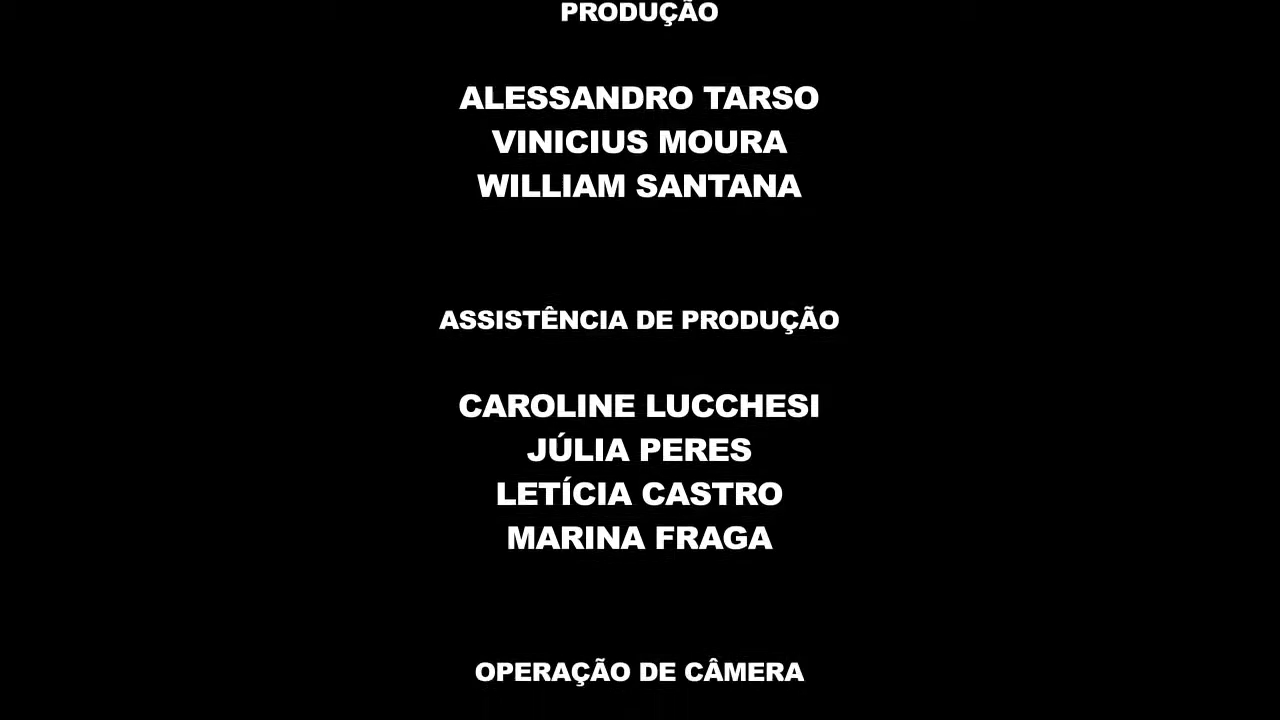 PRODUÇÃO
ALESSANDRO TARSO
VINICIUS MOURA
WILLIAM SANTANA
ASSISTÊNCIA DE PRODUÇÃO
CAROLINE LUCCHESI
JÚLIA PERES
LETÍCIA CASTRO
MARINA FRAGA
OPERAÇÃO DE CÂMERA